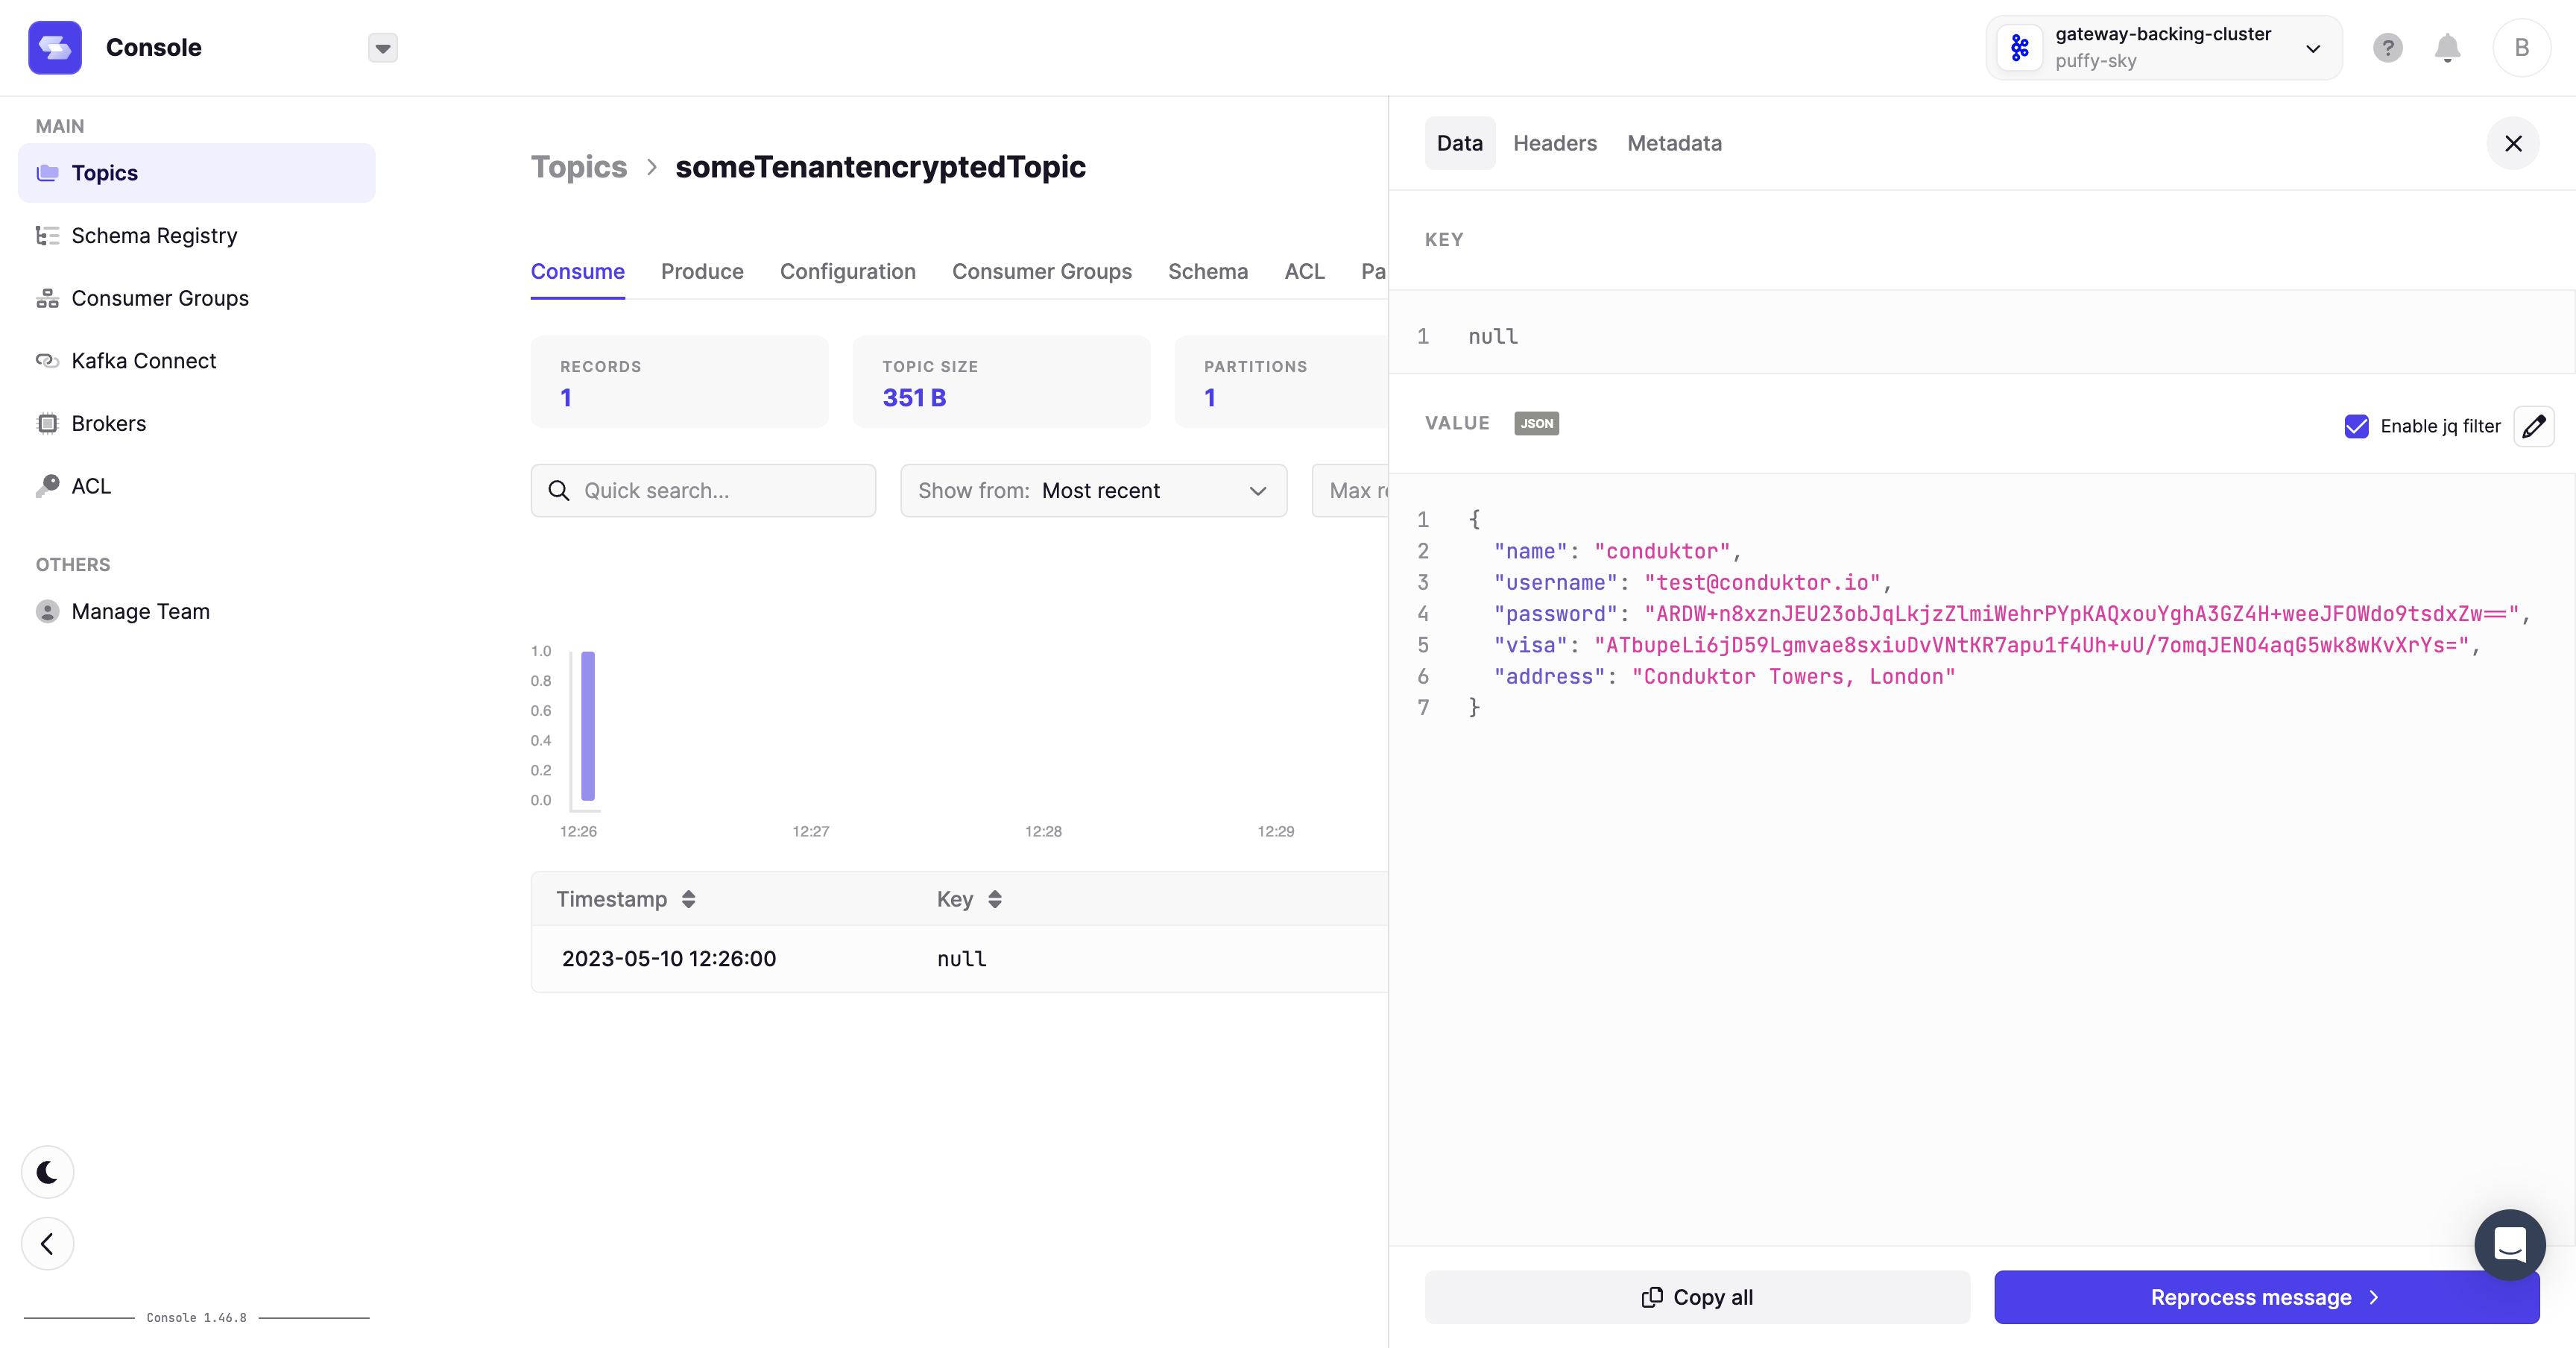 Console
gateway-backing-cluster
puffy-sky
?
B
MAIN
Topics
Schema Registry
Consumer Groups
Kafka Connect
Brokers
ACL
OTHERS
Manage Team
Console 1.46.8
Topics > someTenantencryptedTopic
Consume Produce Configuration Consumer Groups Schema ACL Pa
RECORDS
1
TOPIC SIZE
351 B
PARTITIONS
1
Quick search...
Show from: Most recent
Max re
1.0
0.8
0.6
0.4
0.2
0.0
12:26 12:27 12:28 12:29
Timestamp Key
2023-05-10 12:26:00 null
Data Headers Metadata
KEY
1 null
VALUE JSON
Enable jq filter
1 {
2 "name": "conduktor",
3 "username": "test@conduktor.io",
4 "password": "ARDW+n8xznJEU23obJqLkjzZlmiWehrPYpKAQxouYghA3GZ4H+weeJFOWdo9tsdxZw==",
5 "visa": "ATbupeLi6jD59Lgmvae8sxiuDvVNtKR7apu1f4Uh+uU/7omqJENO4aqG5wk8wKvXrYs=",
6 "address": "Conduktor Towers, London"
7 }
Copy all
Reprocess message